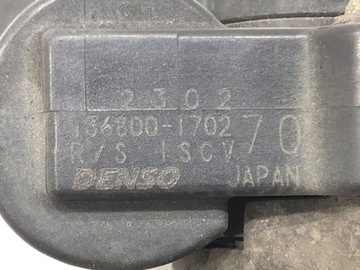 2302
136800-1702 70
R/S ISCV
DENSO JAPAN